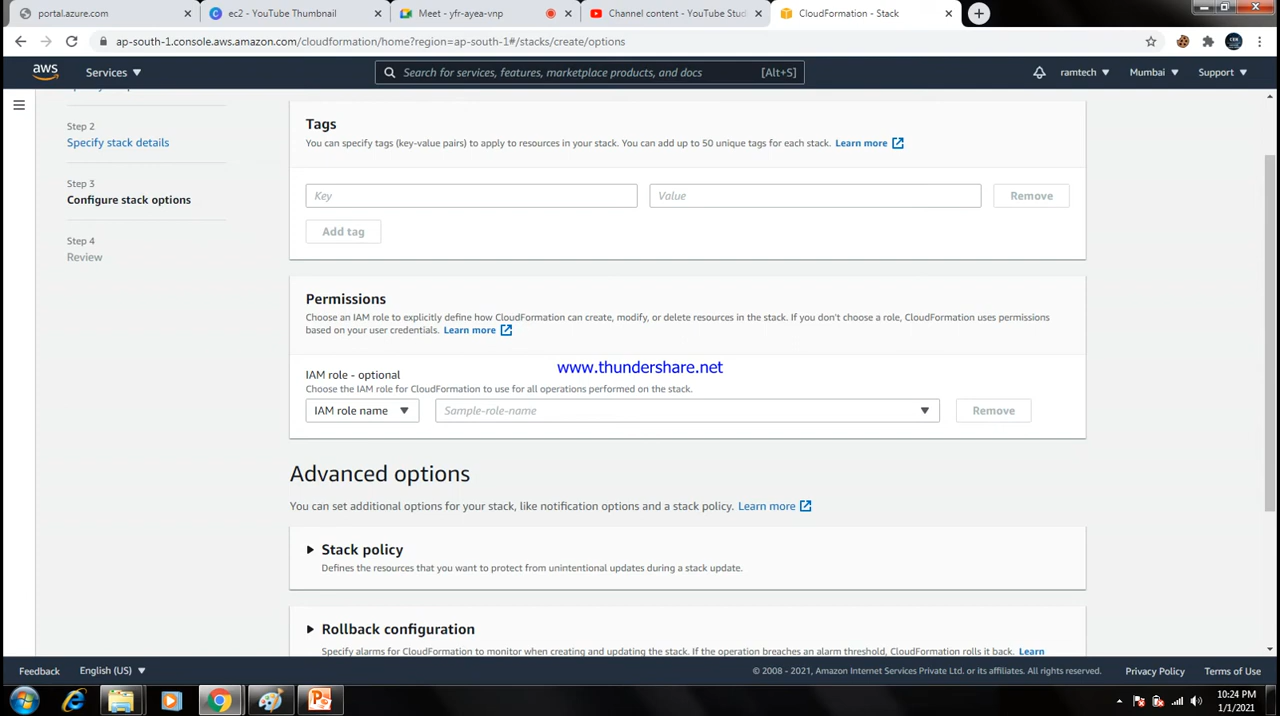 portal.azure.com
ec2 - YouTube Thumbnail
Meet - yfr-ayea-vgu
Channel content - YouTube Stud
CloudFormation - Stack
ap-south-1.console.aws.amazon.com/cloudformation/home?region=ap-south-1#/stacks/create/options
aws
Services
Search for services, features, marketplace products, and docs
[Alt+S]
ramtech
Mumbai
Support
Step 2
Specify stack details
Step 3
Configure stack options
Step 4
Review
Tags
You can specify tags (key-value pairs) to apply to resources in your stack. You can add up to 50 unique tags for each stack. Learn more
Key
Value
Remove
Add tag
Permissions
Choose an IAM role to explicitly define how CloudFormation can create, modify, or delete resources in the stack. If you don't choose a role, CloudFormation uses permissions
based on your user credentials. Learn more
www.thundershare.net
IAM role - optional
Choose the IAM role for CloudFormation to use for all operations performed on the stack.
IAM role name
Sample-role-name
Remove
Advanced options
You can set additional options for your stack, like notification options and a stack policy. Learn more
Stack policy
Defines the resources that you want to protect from unintentional updates during a stack update.
Rollback configuration
Specify alarms for CloudFormation to monitor when creating and updating the stack. If the operation breaches an alarm threshold, CloudFormation rolls it back. Learn
Feedback
English (US)
© 2008 - 2021, Amazon Internet Services Private Ltd. or its affiliates. All rights reserved.
Privacy Policy
Terms of Use
10:24 PM
1/1/2021